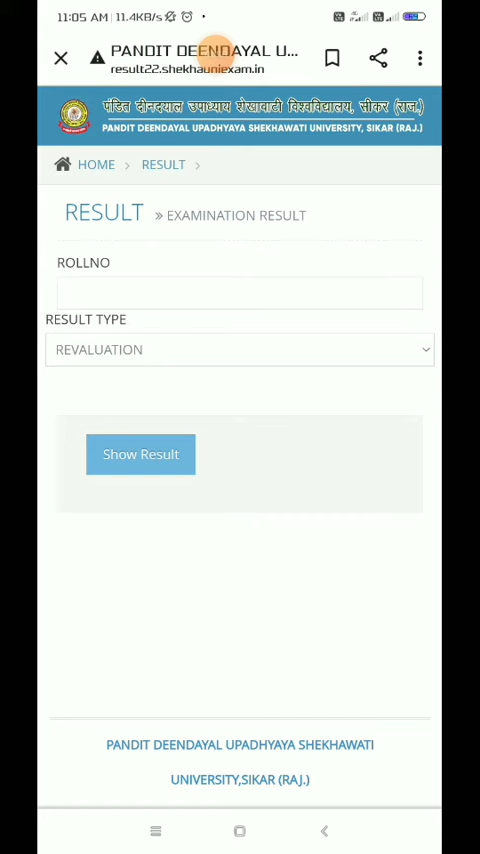 11:05 AM | 11.4KB/s
PANDIT DEENDAYAL U...
result22.shekhauniexam.in
पंडित दीनदयाल उपाध्याय शेखावाटी विश्वविद्यालय, सीकर (राज.)
PANDIT DEENDAYAL UPADHYAYA SHEKHAWATI UNIVERSITY, SIKAR (RAJ.)
HOME > RESULT >
RESULT » EXAMINATION RESULT
ROLLNO
RESULT TYPE
REVALUATION
Show Result
PANDIT DEENDAYAL UPADHYAYA SHEKHAWATI
UNIVERSITY,SIKAR (RAJ.)